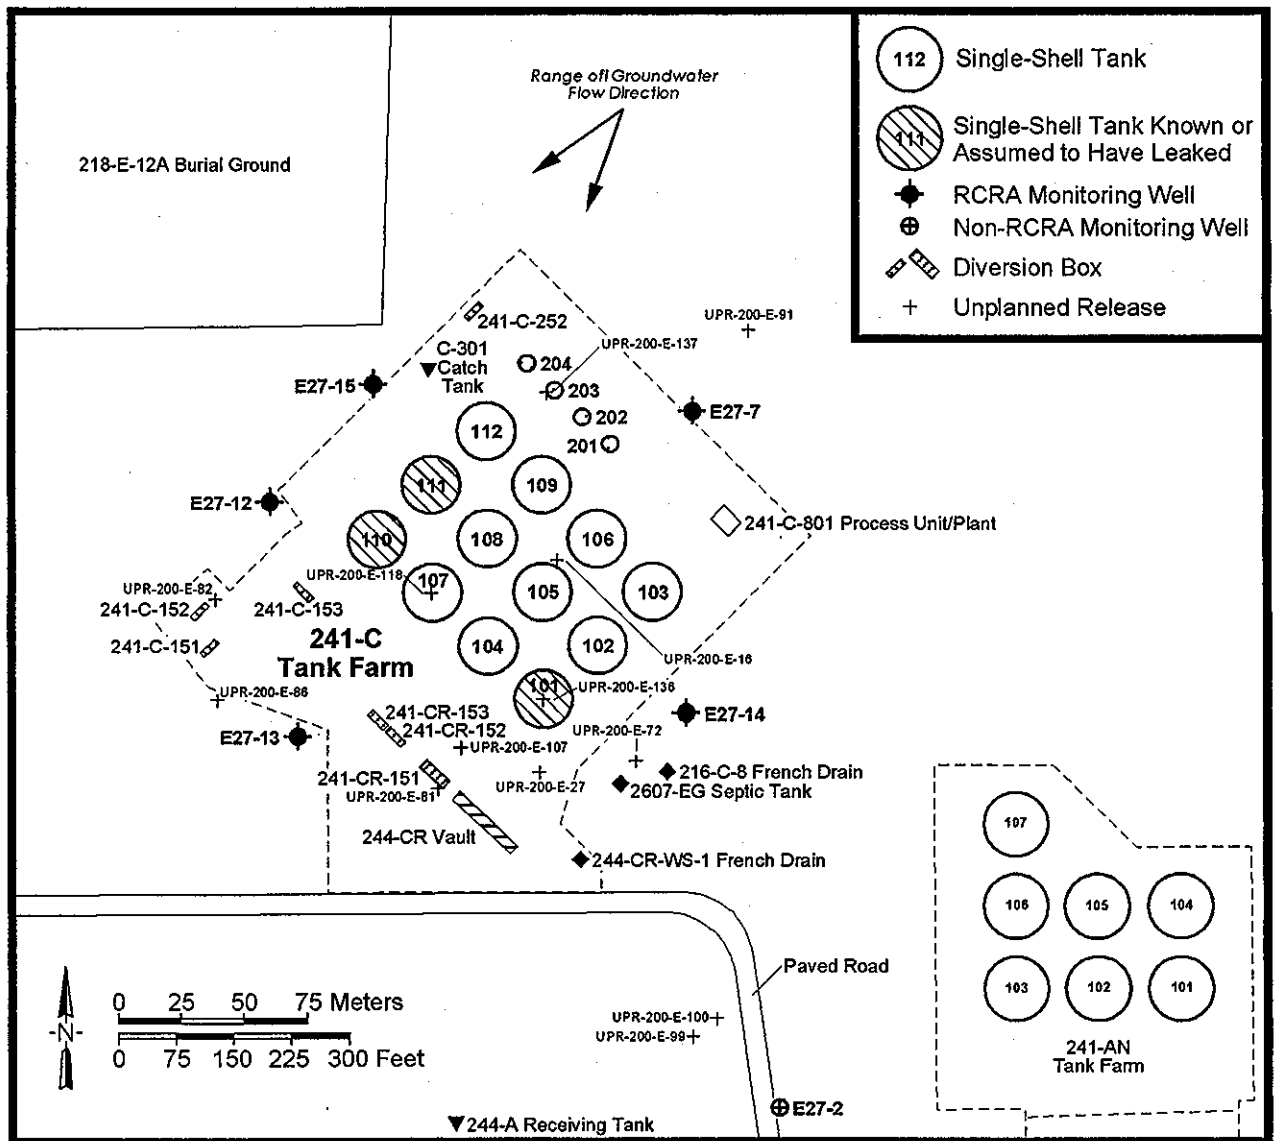 112 Single-Shell Tank
111 Single-Shell Tank Known or
Assumed to Have Leaked
RCRA Monitoring Well
Non-RCRA Monitoring Well
Diversion Box
Unplanned Release
Range of Groundwater
Flow Direction
218-E-12A Burial Ground
UPR-200-E-91
241-C-252
UPR-200-E-137
C-301
Catch
Tank
204
E27-15
203
E27-7
202
112
201
111
109
E27-12
241-C-801 Process Unit/Plant
110
108
106
UPR-200-E-118
107
105
103
UPR-200-E-82
241-C-152
241-C-153
241-C-151
241-C
Tank Farm
104
102
UPR-200-E-16
101
UPR-200-E-136
UPR-200-E-86
241-CR-153
E27-14
241-CR-152
UPR-200-E-72
E27-13
UPR-200-E-107
216-C-8 French Drain
241-CR-151
UPR-200-E-27
2607-EG Septic Tank
UPR-200-E-81
244-CR Vault
244-CR-WS-1 French Drain
107
106
105
104
103
102
101
241-AN
Tank Farm
Paved Road
0 25 50 75 Meters
0 75 150 225 300 Feet
N
UPR-200-E-100
UPR-200-E-99
E27-2
244-A Receiving Tank